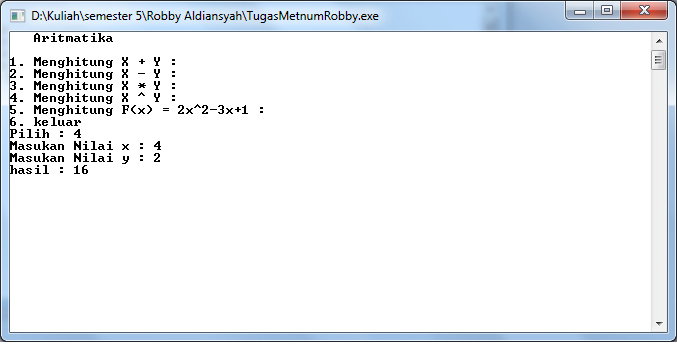 D:\Kuliah\semester 5\Robby Aldiansyah\TugasMetnumRobby.exe
Aritmatika
1. Menghitung X + Y :
2. Menghitung X - Y :
3. Menghitung X * Y :
4. Menghitung X ^ Y :
5. Menghitung F(x) = 2x^2-3x+1 :
6. keluar
Pilih : 4
Masukan Nilai x : 4
Masukan Nilai y : 2
hasil : 16